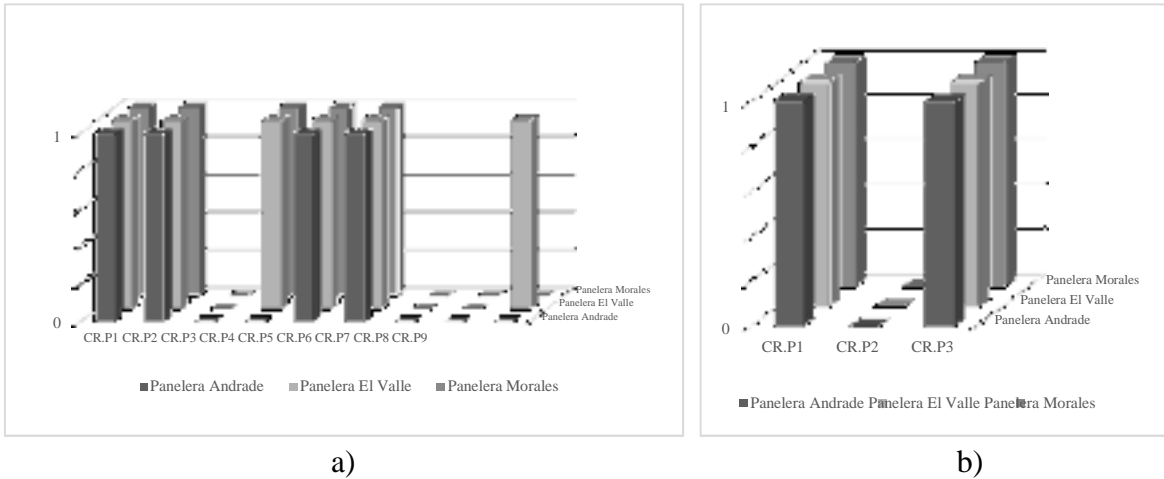 1
0
Panelera Morales
Panelera El Valle
Panelera Andrade
CR.P1 CR.P2 CR.P3 CR.P4 CR.P5 CR.P6 CR.P7 CR.P8 CR.P9
Panelera Andrade Panelera El Valle Panelera Morales
a)
1
0
Panelera Morales
Panelera El Valle
Panelera Andrade
CR.P1 CR.P2 CR.P3
Panelera Andrade Panelera El Valle Panelera Morales
b)